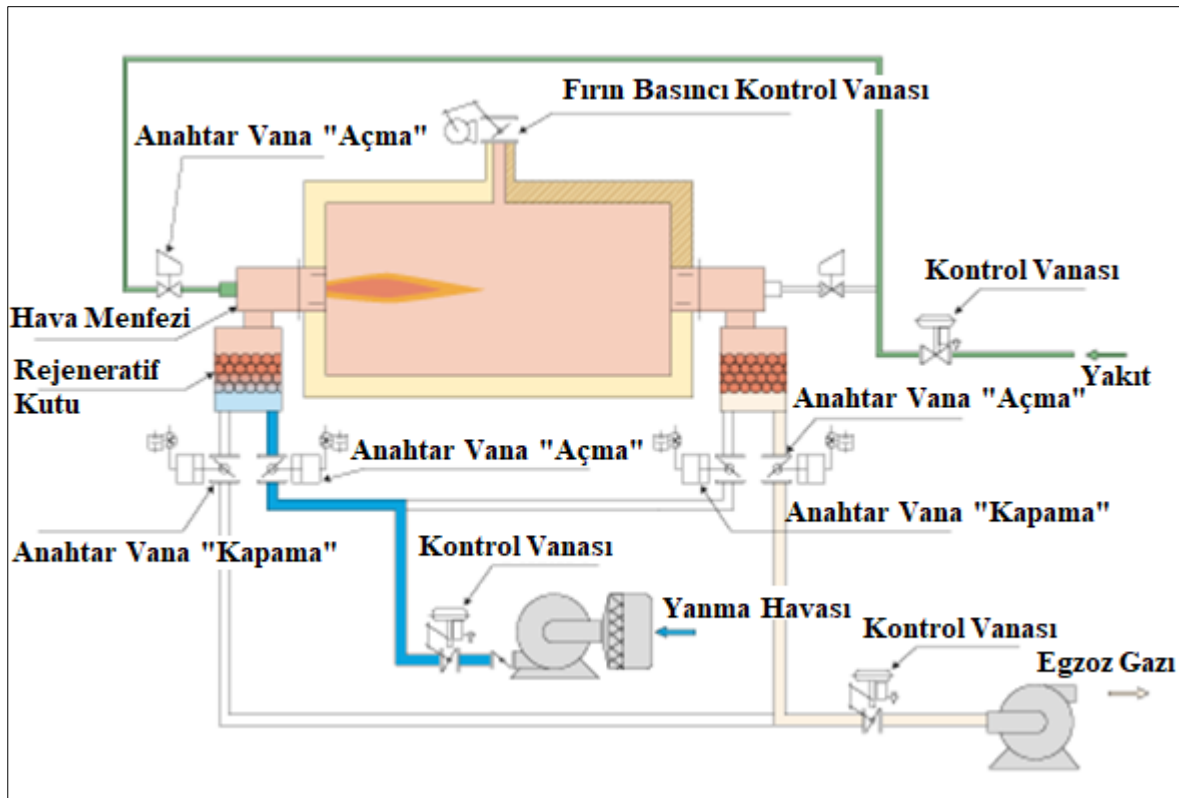 Fırın Basıncı Kontrol Vanası
Anahtar Vana "Açma"
Kontrol Vanası
Hava Menfezi
Rejeneratif
Kutu
Yakıt
Anahtar Vana "Açma"
Anahtar Vana "Açma"
Anahtar Vana "Kapama"
Anahtar Vana "Kapama"
Kontrol Vanası
Yanma Havası
Kontrol Vanası
Egzoz Gazı